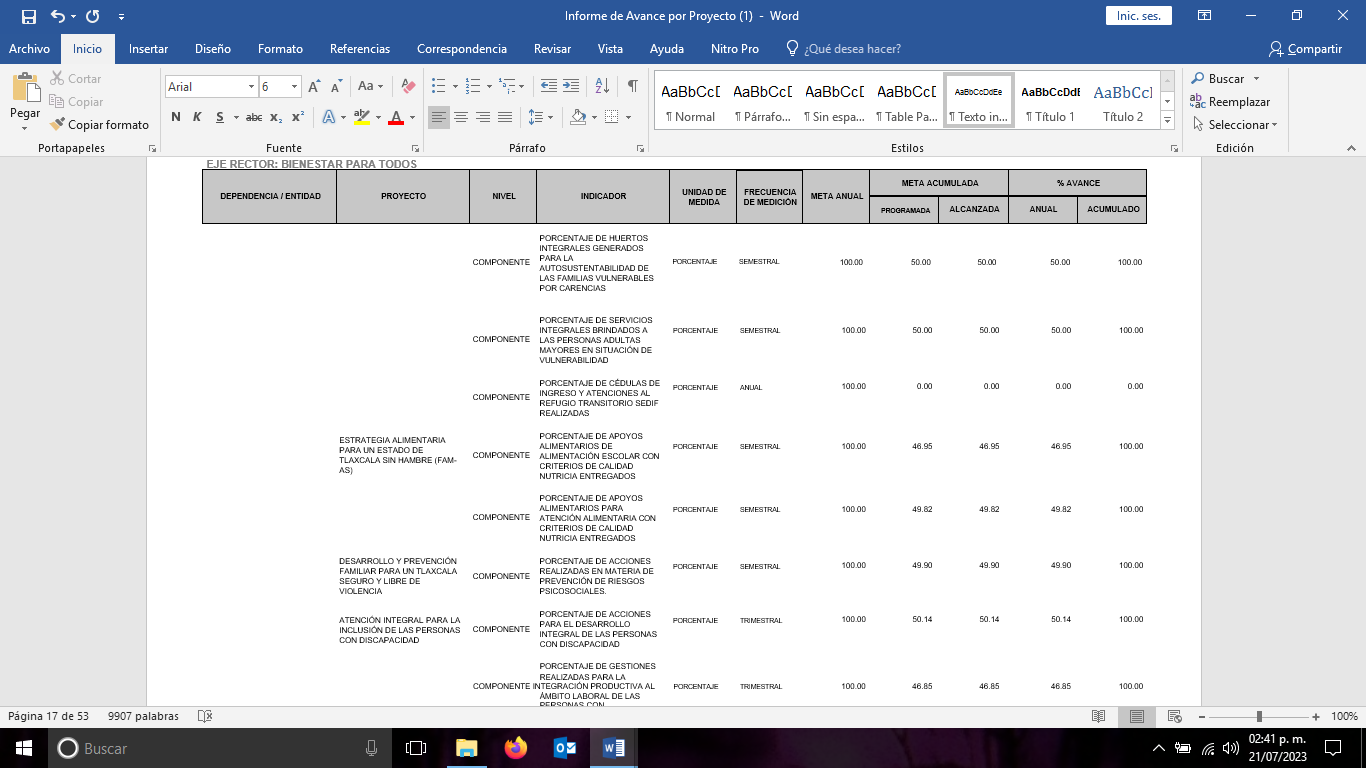 Informe de Avance por Proyecto (1) - Word
Inic. ses.
Archivo Inicio Insertar Diseño Formato Referencias Correspondencia Revisar Vista Ayuda Nitro Pro ¿Qué desea hacer? Compartir
Pegar
Cortar
Copiar
Copiar formato
Portapapeles
Arial 6
N K S abc x₂ x²
Fuente
Párrafo
AaBbCcI AaBbCcI AaBbCcI AaBbCcI AaBbCcDdEe AaBbCcDdE AaBbCcI
¶ Normal ¶ Párrafo... ¶ Sin espa... ¶ Table Pa... ¶ Texto in... ¶ Título 1 Título 2
Estilos
Buscar
Reemplazar
Seleccionar
Edición
EJE RECTOR: BIENESTAR PARA TODOS
DEPENDENCIA / ENTIDAD PROYECTO NIVEL INDICADOR UNIDAD DE MEDIDA FRECUENCIA DE MEDICIÓN META ANUAL META ACUMULADA % AVANCE
PROGRAMADA ALCANZADA ANUAL ACUMULADO
COMPONENTE
PORCENTAJE DE HUERTOS
INTEGRALES GENERADOS
PARA LA
AUTOSUSTENTABILIDAD DE
LAS FAMILIAS VULNERABLES
POR CARENCIAS
PORCENTAJE SEMESTRAL 100.00 50.00 50.00 50.00 100.00
COMPONENTE
PORCENTAJE DE SERVICIOS
INTEGRALES BRINDADOS A
LAS PERSONAS ADULTAS
MAYORES EN SITUACIÓN DE
VULNERABILIDAD
PORCENTAJE SEMESTRAL 100.00 50.00 50.00 50.00 100.00
COMPONENTE
PORCENTAJE DE CÉDULAS DE
INGRESO Y ATENCIONES AL
REFUGIO TRANSITORIO SEDIF
REALIZADAS
PORCENTAJE ANUAL 100.00 0.00 0.00 0.00 0.00
ESTRATEGIA ALIMENTARIA
PARA UN ESTADO DE
TLAXCALA SIN HAMBRE (FAM-
AS)
COMPONENTE
PORCENTAJE DE APOYOS
ALIMENTARIOS DE
ALIMENTACIÓN ESCOLAR CON
CRITERIOS DE CALIDAD
NUTRICIA ENTREGADOS
PORCENTAJE SEMESTRAL 100.00 46.95 46.95 46.95 100.00
COMPONENTE
PORCENTAJE DE APOYOS
ALIMENTARIOS PARA
ATENCIÓN ALIMENTARIA CON
CRITERIOS DE CALIDAD
NUTRICIA ENTREGADOS
PORCENTAJE SEMESTRAL 100.00 49.82 49.82 49.82 100.00
DESARROLLO Y PREVENCIÓN
FAMILIAR PARA UN TLAXCALA
SEGURO Y LIBRE DE
VIOLENCIA
COMPONENTE
PORCENTAJE DE ACCIONES
REALIZADAS EN MATERIA DE
PREVENCIÓN DE RIESGOS
PSICOSOCIALES.
PORCENTAJE SEMESTRAL 100.00 49.90 49.90 49.90 100.00
ATENCIÓN INTEGRAL PARA LA
INCLUSIÓN DE LAS PERSONAS
CON DISCAPACIDAD
COMPONENTE
PORCENTAJE DE ACCIONES
PARA EL DESARROLLO
INTEGRAL DE LAS PERSONAS
CON DISCAPACIDAD
PORCENTAJE TRIMESTRAL 100.00 50.14 50.14 50.14 100.00
COMPONENTE
PORCENTAJE DE GESTIONES
REALIZADAS PARA LA
INTEGRACIÓN PRODUCTIVA AL
ÁMBITO LABORAL DE LAS
PERSONAS CON
PORCENTAJE TRIMESTRAL 100.00 46.85 46.85 46.85 100.00
Página 17 de 53 9907 palabras 100%
Buscar
02:41 p. m.
21/07/2023